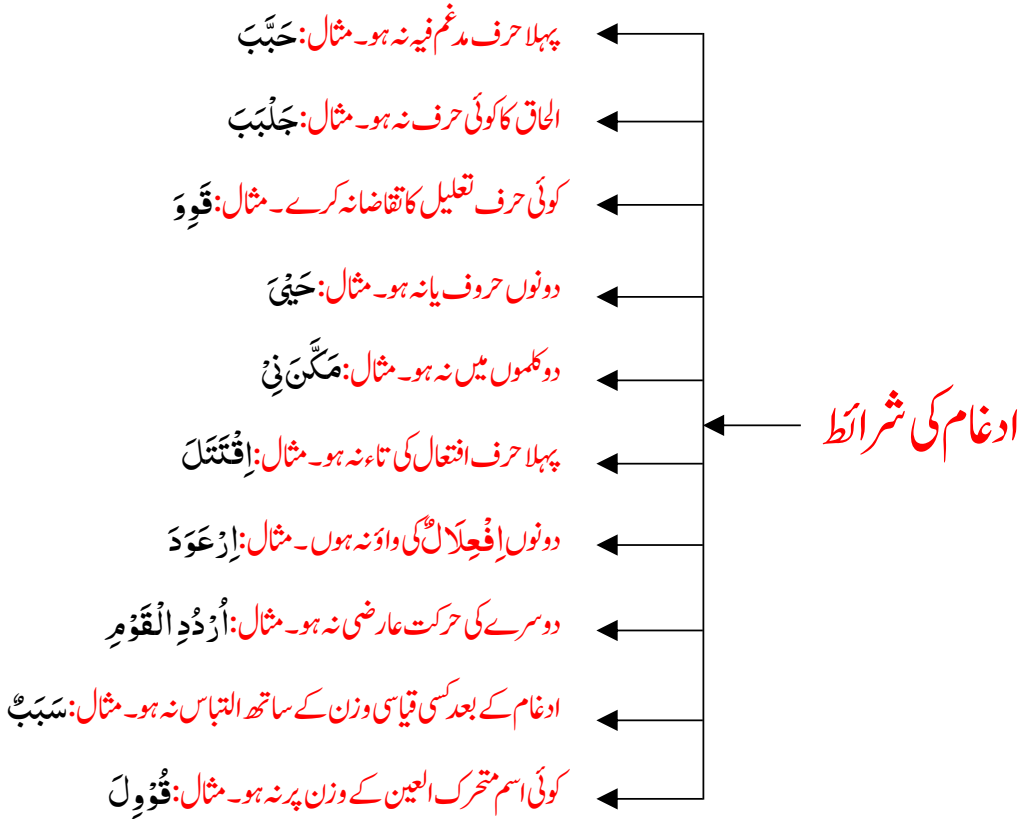 ادغام کی شرائط
پہلا حرف مدغم فیہ نہ ہو۔ مثال: حَبَّبَ
الحاق کا کوئی حرف نہ ہو۔ مثال: جَلْبَبَ
کوئی حرف تعلیل کا تقاضا نہ کرے۔ مثال: قَوِوَ
دونوں حروف یا نہ ہو۔ مثال: حَیْیَ
دو کلموں میں نہ ہو۔ مثال: مَکَّنَ نِیْ
پہلا حرف افتعال کی تاء نہ ہو۔ مثال: اِقْتَتَلَ
دونوں اِفْعِلَالٌ کی واؤ نہ ہوں۔ مثال: اِرْعَوَدَ
دوسرے کی حرکت عارضی نہ ہو۔ مثال: اُرْدُدِ الْقَوْمِ
ادغام کے بعد کسی قیاسی وزن کے ساتھ التباس نہ ہو۔ مثال: سَبَبٌ
کوئی اسم متحرک العین کے وزن پر نہ ہو۔ مثال: قُوْوِلَ